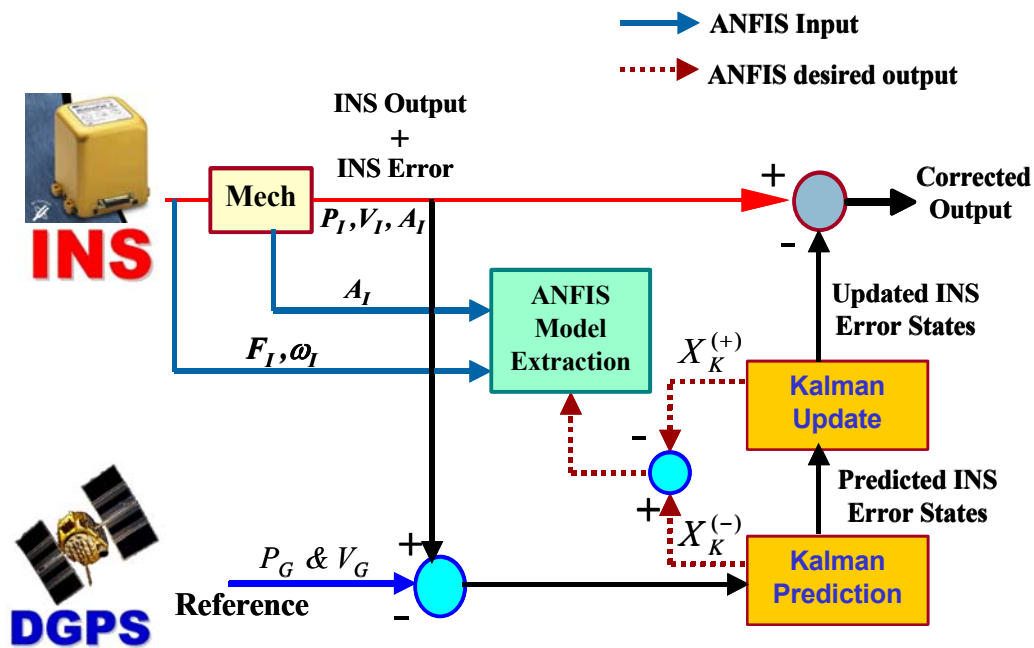 ANFIS Input
ANFIS desired output
INS Output
+
INS Error
Mech
P_I, V_I, A_I
INS
+
-
Corrected
Output
A_I
F_I, ω_I
ANFIS
Model
Extraction
Updated INS
Error States
X_K^(+)
Kalman
Update
-
+
X_K^(-)
Predicted INS
Error States
Kalman
Prediction
P_G & V_G
Reference
+
-
DGPS